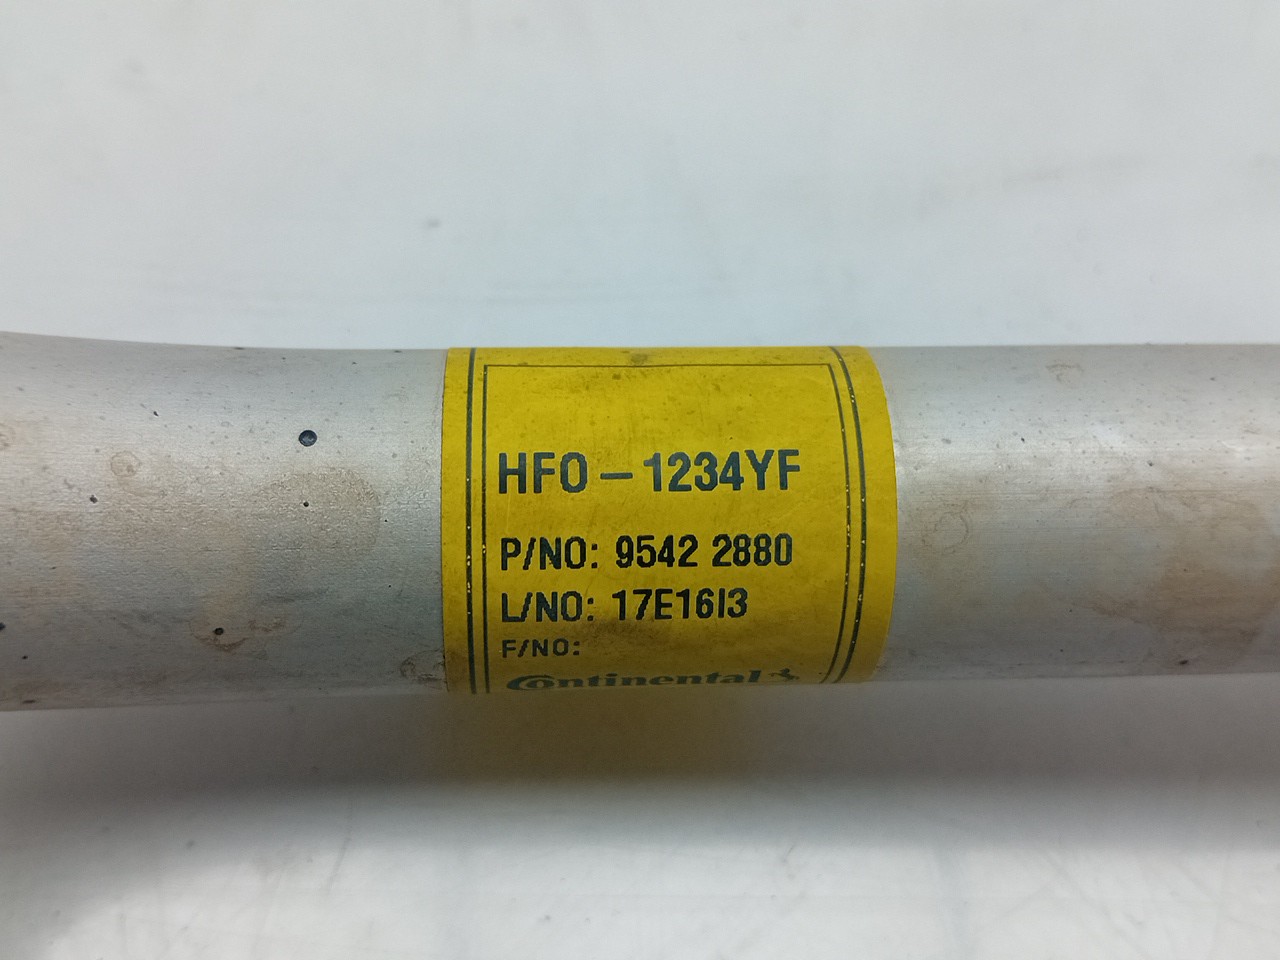 HFO – 1234YF
P/NO: 9542 2880
L/NO: 17E16I3
F/NO:
Continental